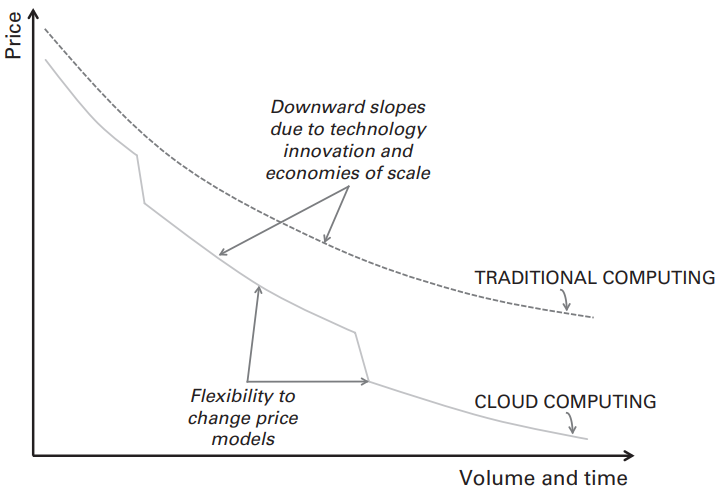 Price
Downward slopes
due to technology
innovation and
economies of scale
TRADITIONAL COMPUTING
Flexibility to
change price
models
CLOUD COMPUTING
Volume and time